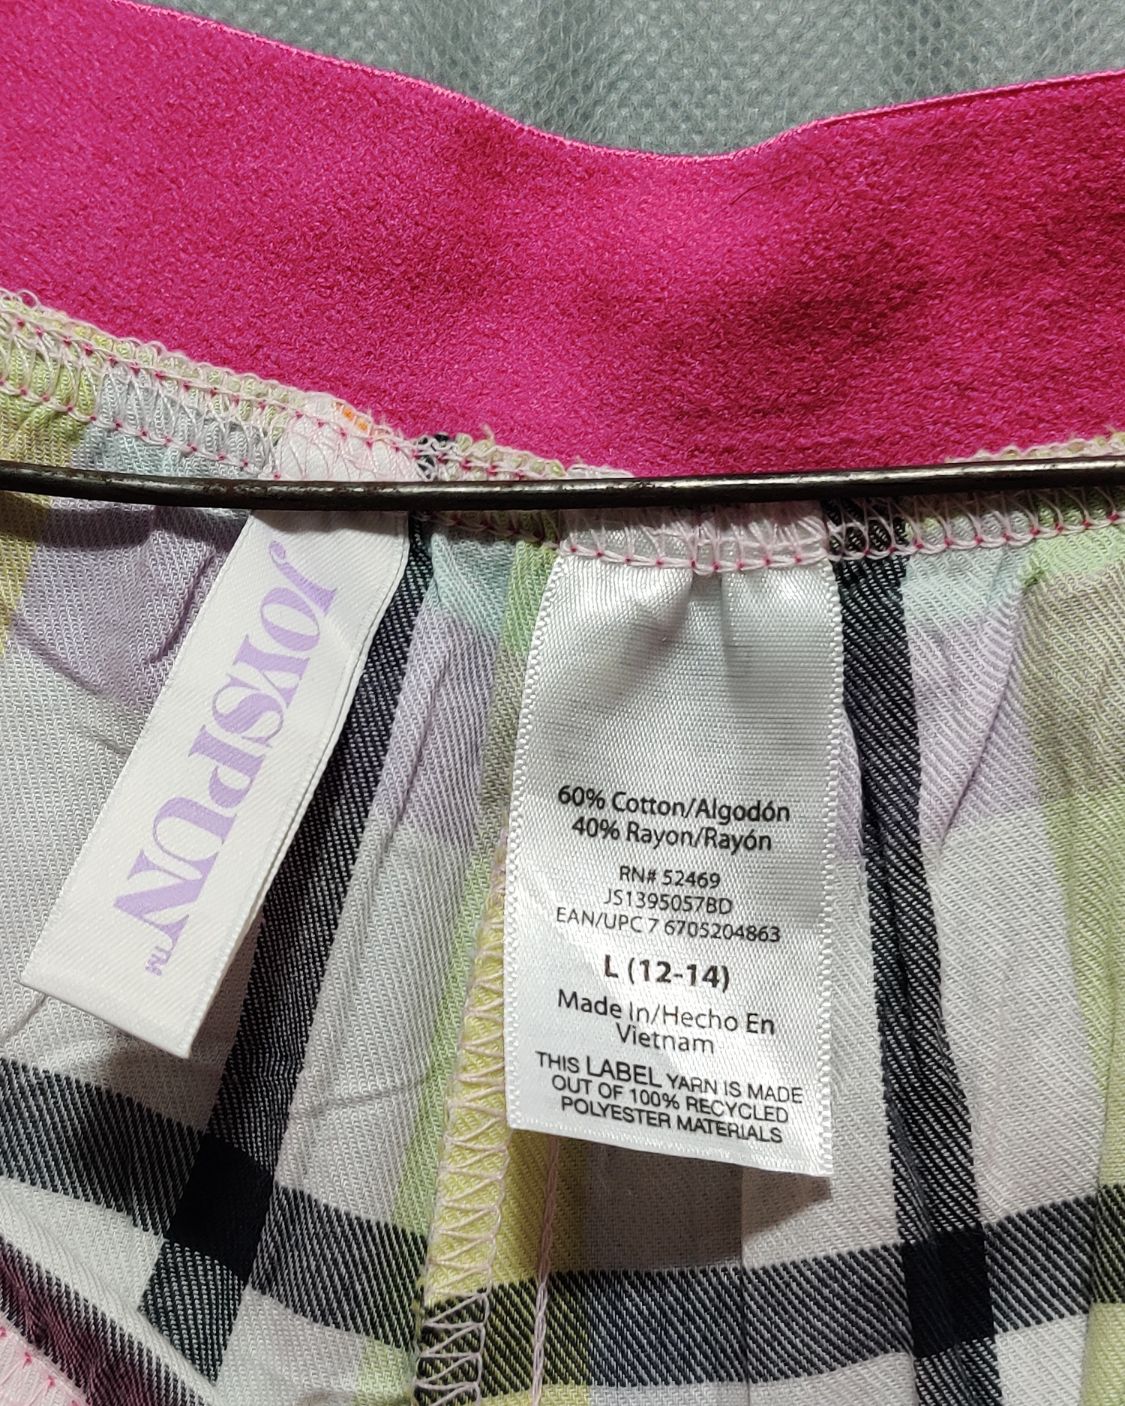 JOYSPUN™
60% Cotton/Algodón
40% Rayon/Rayón
RN# 52469
JS1395057BD
EAN/UPC 7 6705204863
L (12-14)
Made In/Hecho En
Vietnam
THIS LABEL YARN IS MADE
OUT OF 100% RECYCLED
POLYESTER MATERIALS